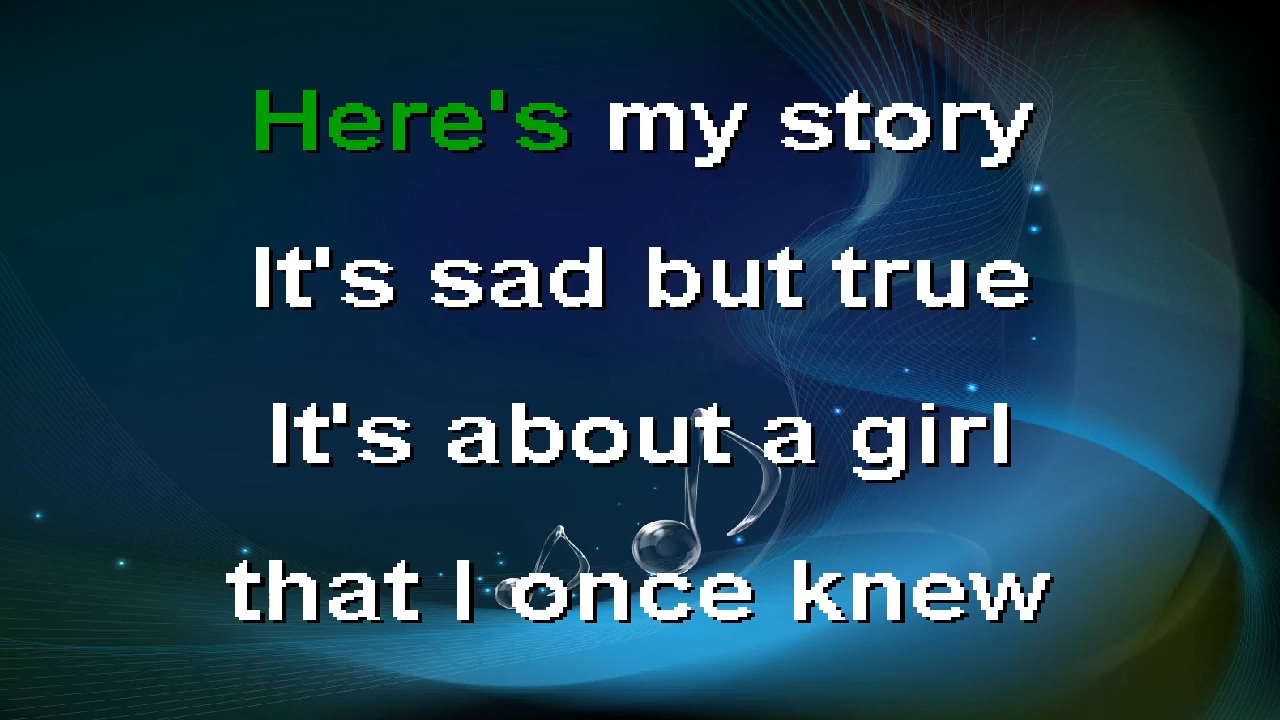 Here's my story
It's sad but true
It's about a girl
that I once knew